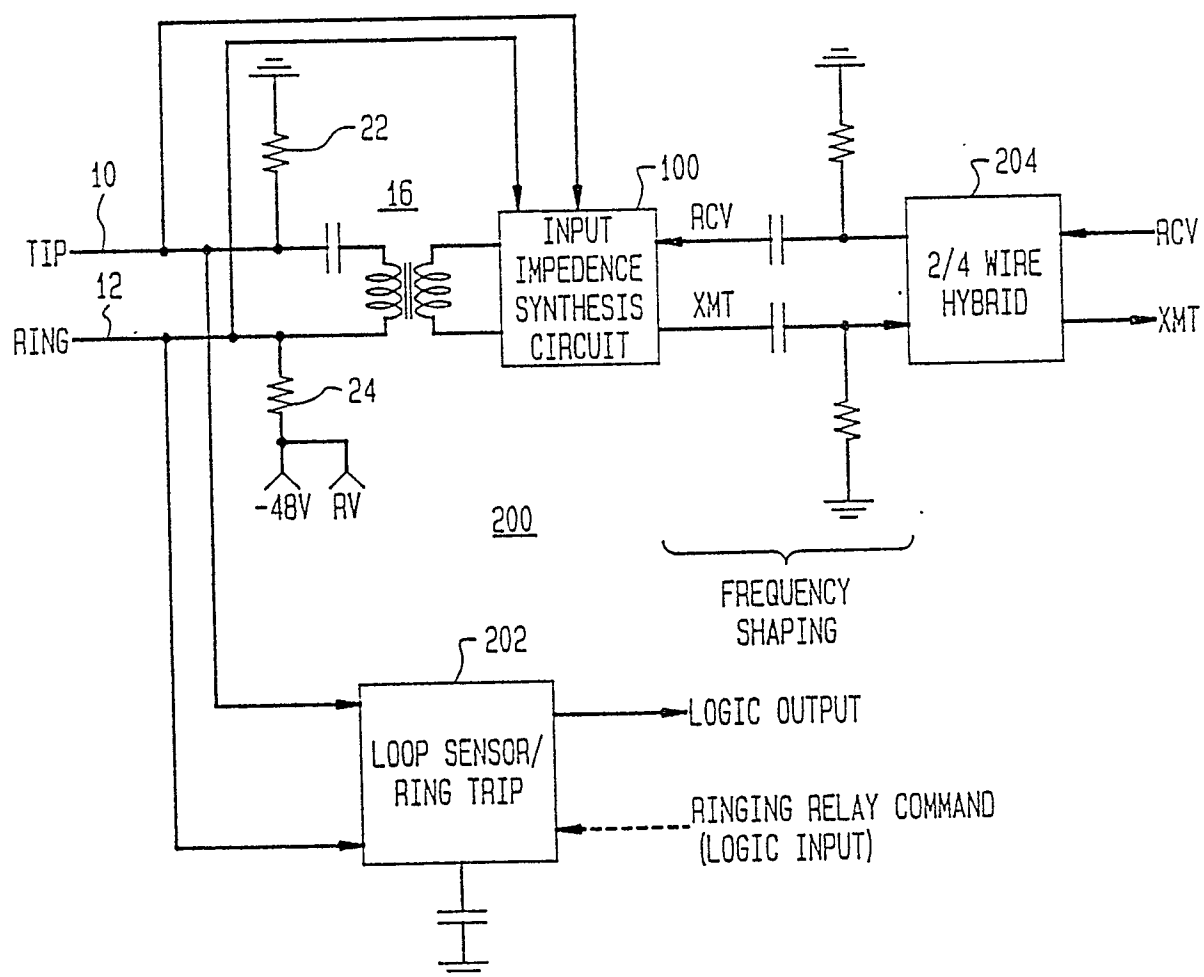 22
10
16
100
204
TIP
12
RING
INPUT
IMPEDENCE
SYNTHESIS
CIRCUIT
RCV
XMT
2/4 WIRE
HYBRID
RCV
XMT
24
-48V RV
200
FREQUENCY
SHAPING
202
LOOP SENSOR/
RING TRIP
LOGIC OUTPUT
RINGING RELAY COMMAND
(LOGIC INPUT)